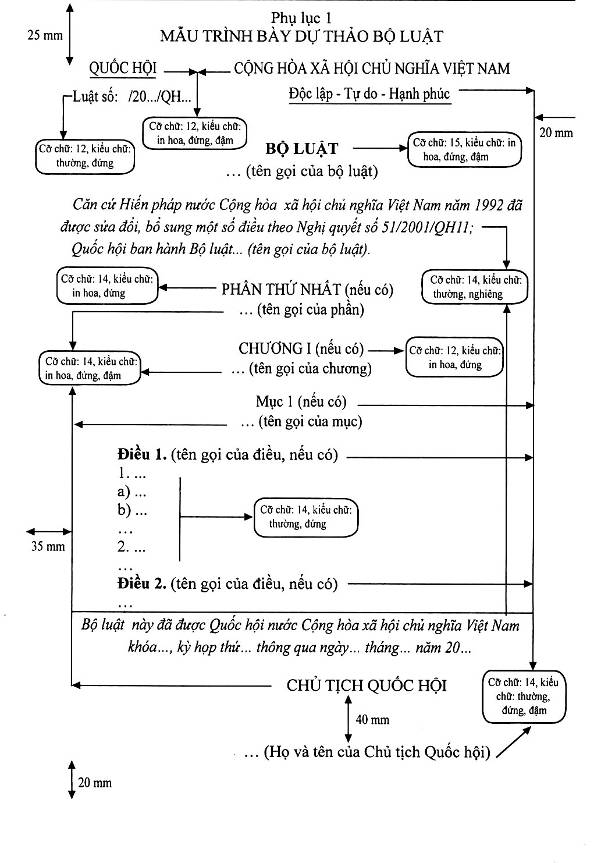 Phụ lục 1
25 mm
MẪU TRÌNH BÀY DỰ THẢO BỘ LUẬT
QUỐC HỘI
CỘNG HÒA XÃ HỘI CHỦ NGHĨA VIỆT NAM
Luật số: /20.../QH...
Độc lập - Tự do - Hạnh phúc
20 mm
Cỡ chữ: 12, kiểu chữ:
thường, đứng
Cỡ chữ: 12, kiểu chữ:
in hoa, đứng, đậm
BỘ LUẬT
Cỡ chữ: 15, kiểu chữ: in
hoa, đứng, đậm
… (tên gọi của bộ luật)
Căn cứ Hiến pháp nước Cộng hòa xã hội chủ nghĩa Việt Nam năm 1992 đã
được sửa đổi, bổ sung một số điều theo Nghị quyết số 51/2001/QH11;
Quốc hội ban hành Bộ luật... (tên gọi của bộ luật).
Cỡ chữ: 14, kiểu chữ:
in hoa, đứng
PHẦN THỨ NHẤT (nếu có)
Cỡ chữ: 14, kiểu chữ:
thường, nghiêng
… (tên gọi của phần)
Cỡ chữ: 14, kiểu chữ:
in hoa, đứng, đậm
CHƯƠNG I (nếu có)
Cỡ chữ: 12, kiểu chữ:
in hoa, đứng
… (tên gọi của chương)
Mục 1 (nếu có)
… (tên gọi của mục)
Điều 1. (tên gọi của điều, nếu có)
1. ...
a) ...
b) ...
…
Cỡ chữ: 14, kiểu chữ:
thường, đứng
35 mm
2. ...
…
Điều 2. (tên gọi của điều, nếu có)
…
Bộ luật này đã được Quốc hội nước Cộng hòa xã hội chủ nghĩa Việt Nam
khóa..., kỳ họp thứ... thông qua ngày... tháng... năm 20...
CHỦ TỊCH QUỐC HỘI
Cỡ chữ: 14, kiểu
chữ: thường,
đứng, đậm
40 mm
… (Họ và tên của Chủ tịch Quốc hội)
20 mm